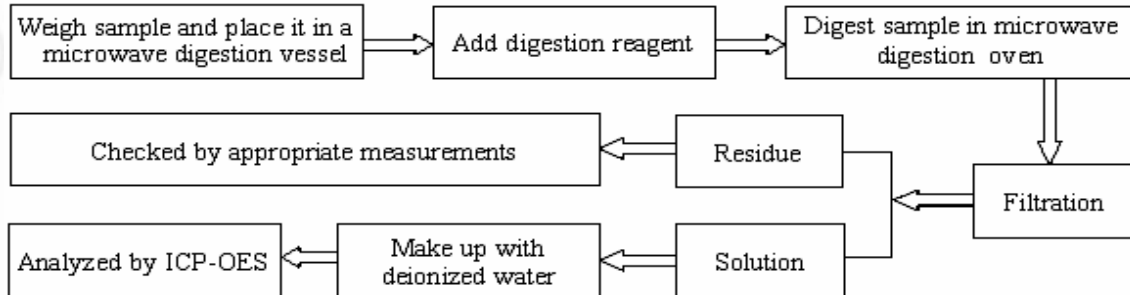 Weigh sample and place it in a
microwave digestion vessel
Add digestion reagent
Digest sample in microwave
digestion oven
Filtration
Residue
Checked by appropriate measurements
Solution
Make up with
deionized water
Analyzed by ICP-OES